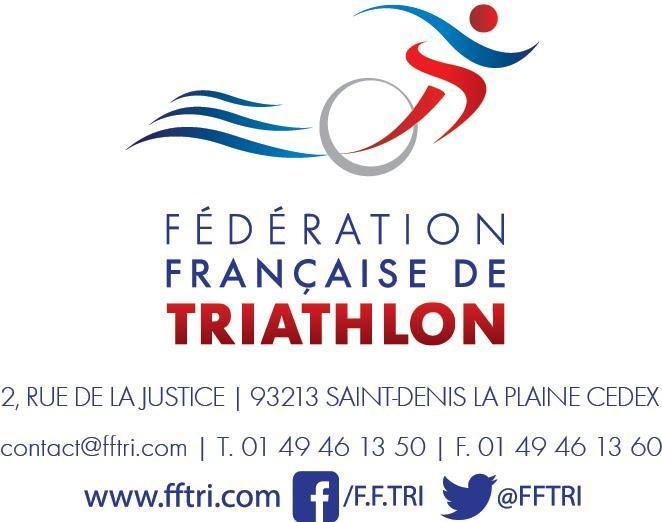 FÉDÉRATION
FRANÇAISE DE
TRIATHLON
2, RUE DE LA JUSTICE | 93213 SAINT-DENIS LA PLAINE CEDEX
contact@fftri.com | T. 01 49 46 13 50 | F. 01 49 46 13 60
www.fftri.com f /F.F.TRI @FFTRI